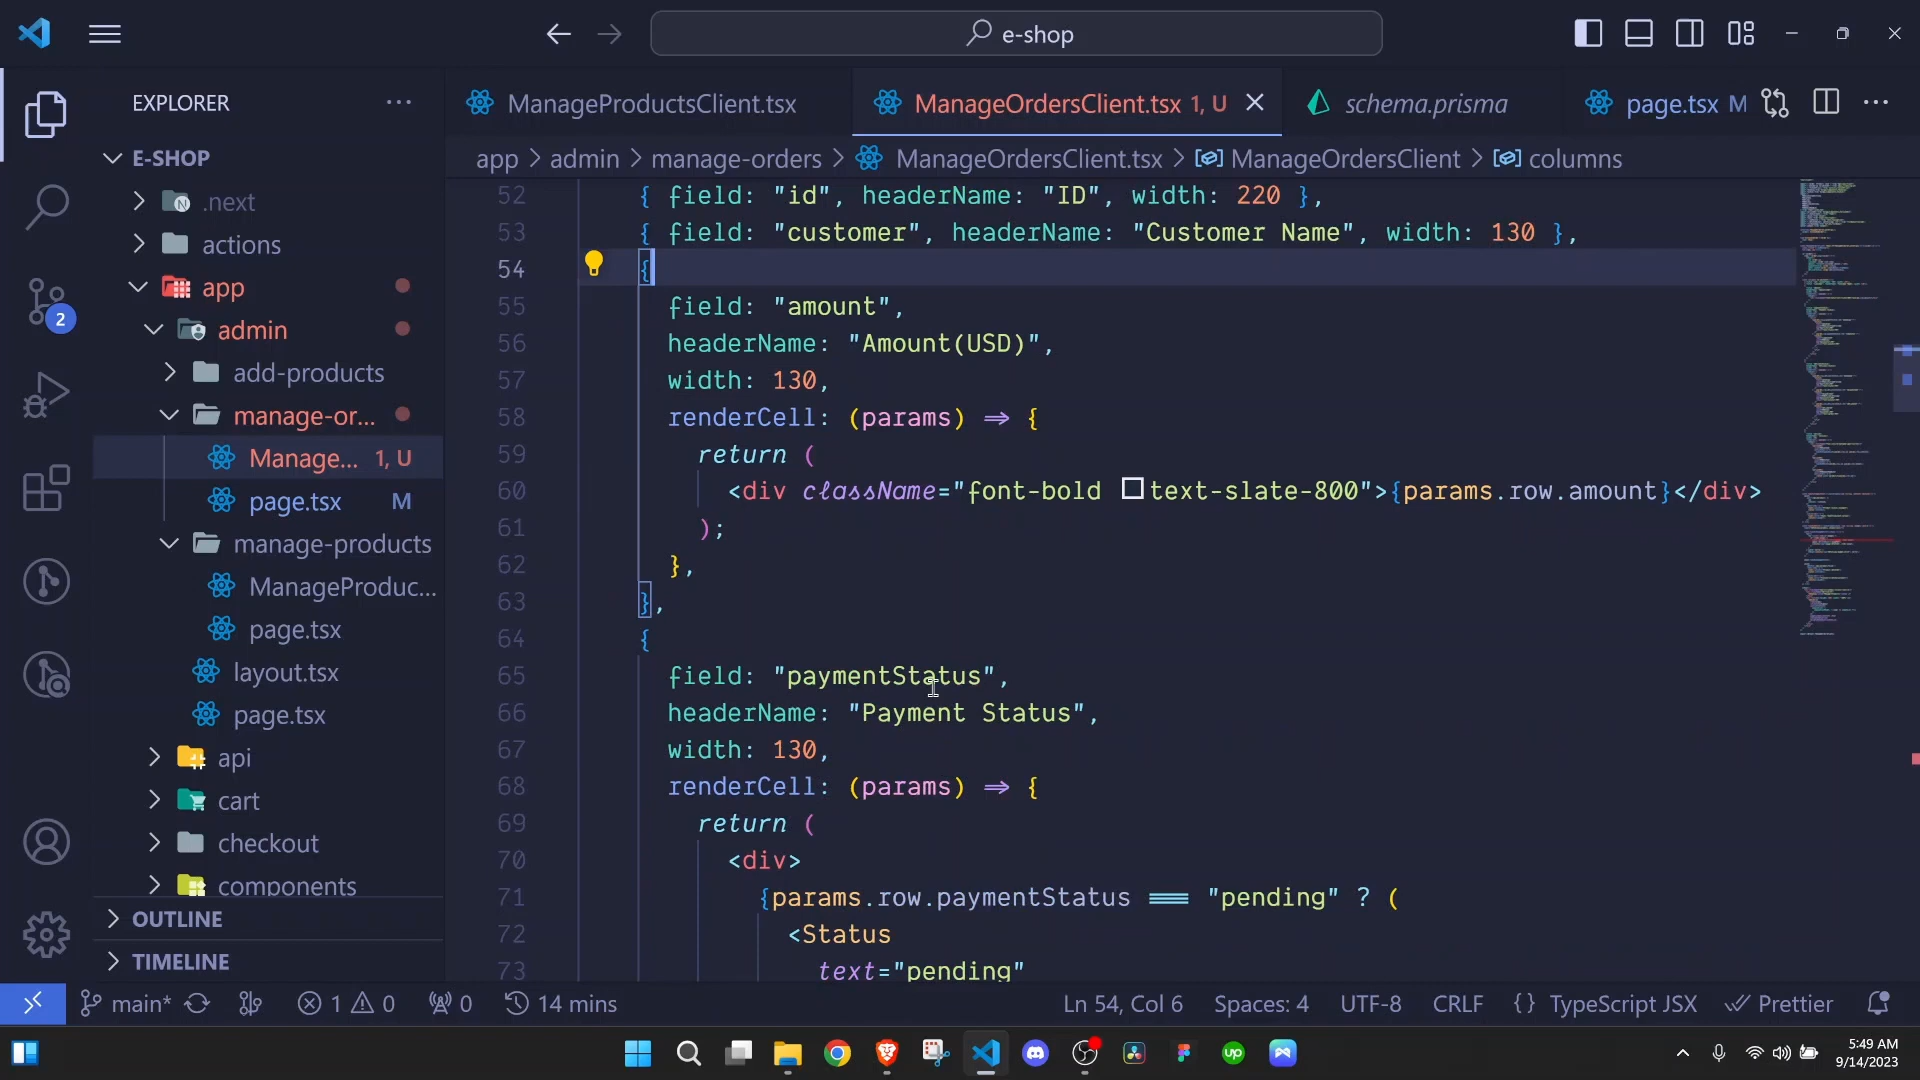 e-shop
EXPLORER
ManageProductsClient.tsx
ManageOrdersClient.tsx 1, U
schema.prisma
page.tsx M
app > admin > manage-orders > ManageOrdersClient.tsx > ManageOrdersClient > columns
E-SHOP
.next
actions
app
admin
add-products
manage-or...
Manage... 1, U
page.tsx M
manage-products
ManageProduc...
page.tsx
layout.tsx
page.tsx
api
cart
checkout
components
OUTLINE
TIMELINE
2
52 { field: "id", headerName: "ID", width: 220 },
53 { field: "customer", headerName: "Customer Name", width: 130 },
54 {
55 field: "amount",
56 headerName: "Amount(USD)",
57 width: 130,
58 renderCell: (params) => {
59 return (
60 <div className="font-bold text-slate-800">{params.row.amount}</div>
61 );
62 },
63 },
64 {
65 field: "paymentStatus",
66 headerName: "Payment Status",
67 width: 130,
68 renderCell: (params) => {
69 return (
70 <div>
71 {params.row.paymentStatus === "pending" ? (
72 <Status
73 text="pending"
main* 1 0 0 14 mins Ln 54, Col 6 Spaces: 4 UTF-8 CRLF {} TypeScript JSX Prettier
up
5:49 AM
9/14/2023